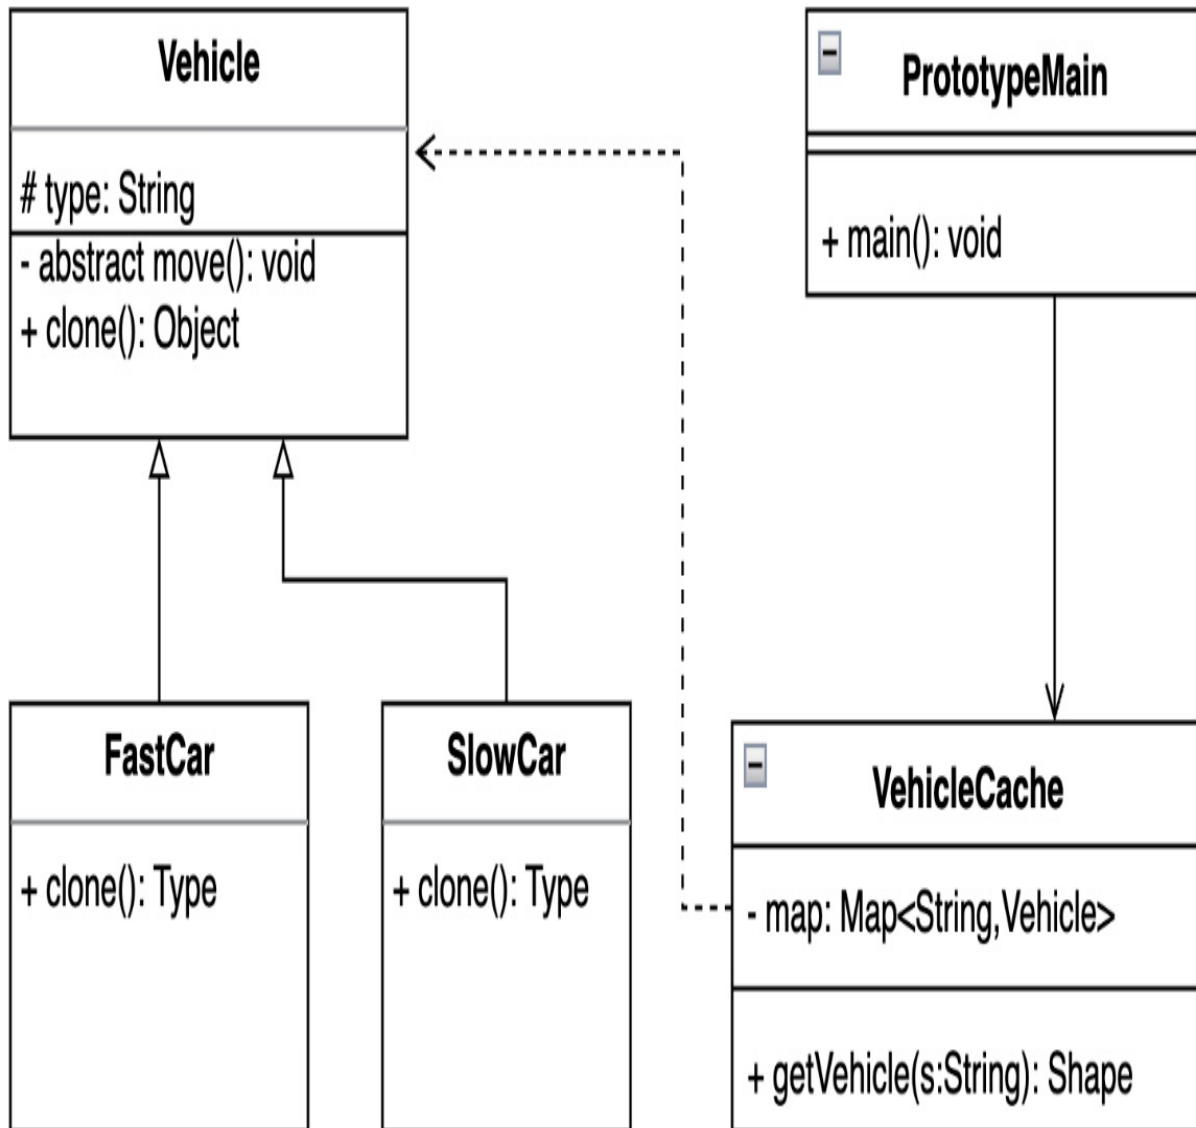 Vehicle
# type: String
- abstract move(): void
+ clone(): Object
PrototypeMain
+ main(): void
FastCar
+ clone(): Type
SlowCar
+ clone(): Type
VehicleCache
- map: Map<String,Vehicle>
+ getVehicle(s:String): Shape